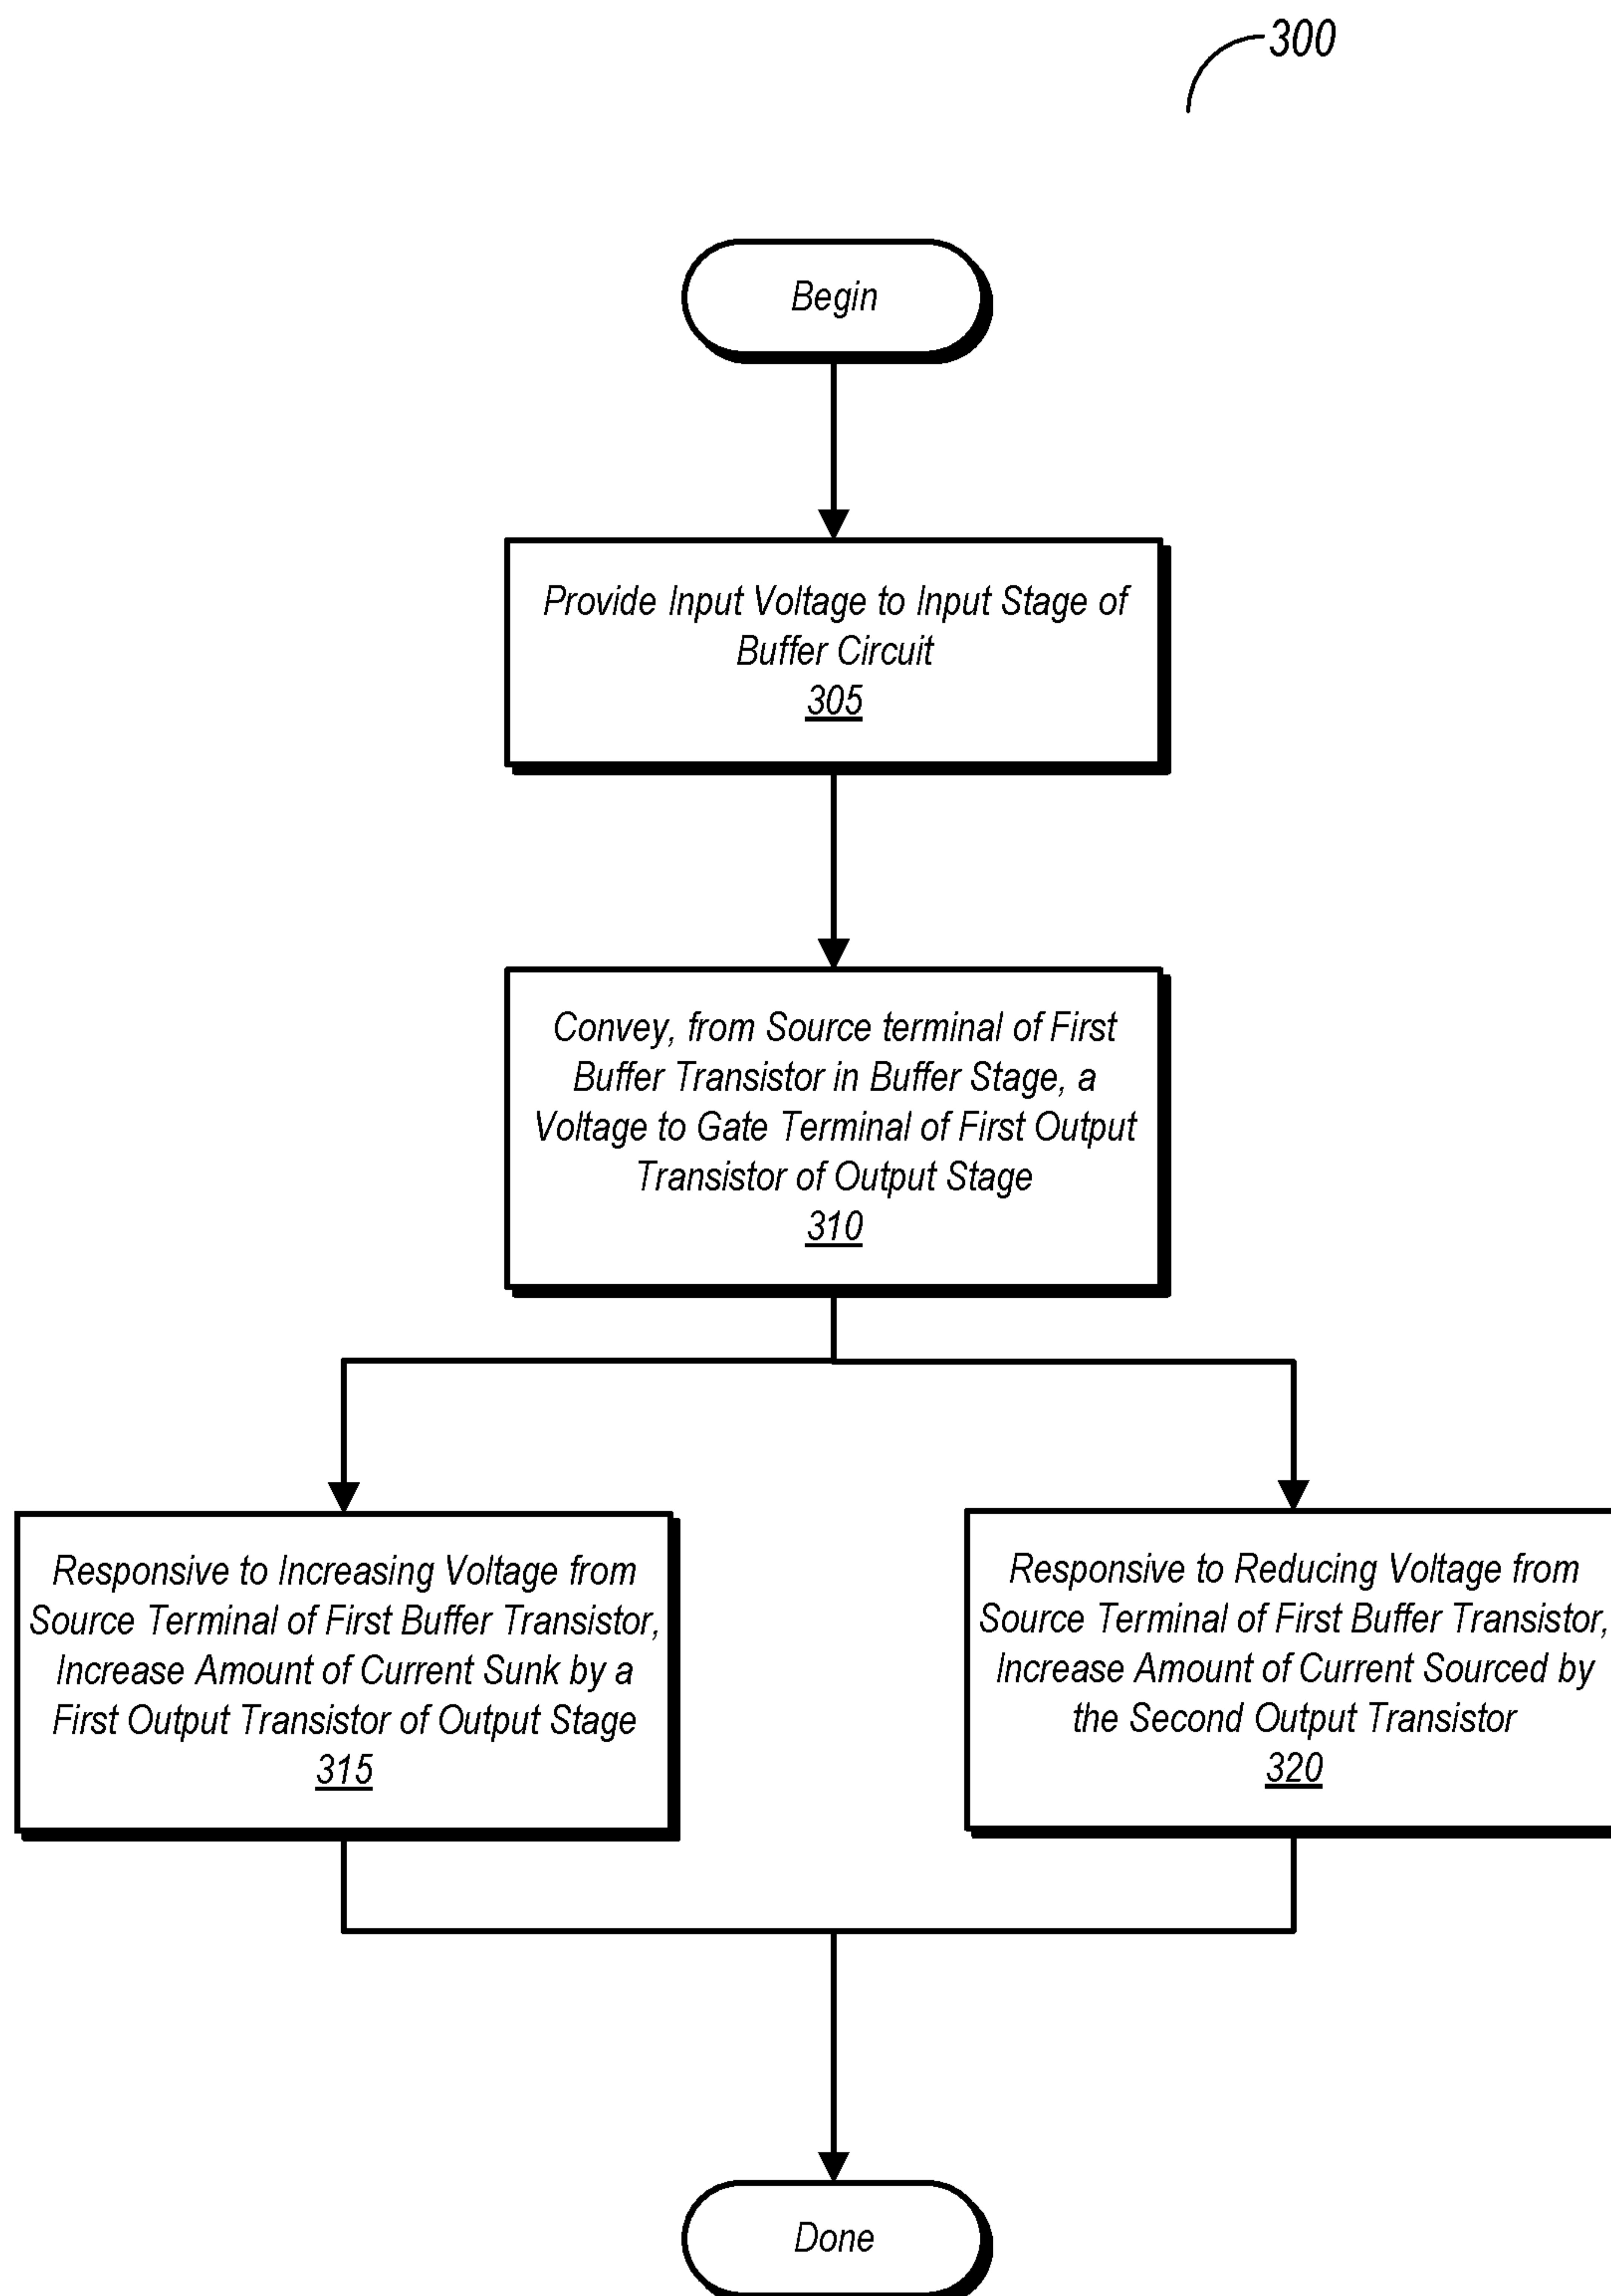 300
Begin
Provide Input Voltage to Input Stage of
Buffer Circuit
305
Convey, from Source terminal of First
Buffer Transistor in Buffer Stage, a
Voltage to Gate Terminal of First Output
Transistor of Output Stage
310
Responsive to Increasing Voltage from
Source Terminal of First Buffer Transistor,
Increase Amount of Current Sunk by a
First Output Transistor of Output Stage
315
Responsive to Reducing Voltage from
Source Terminal of First Buffer Transistor,
Increase Amount of Current Sourced by
the Second Output Transistor
320
Done